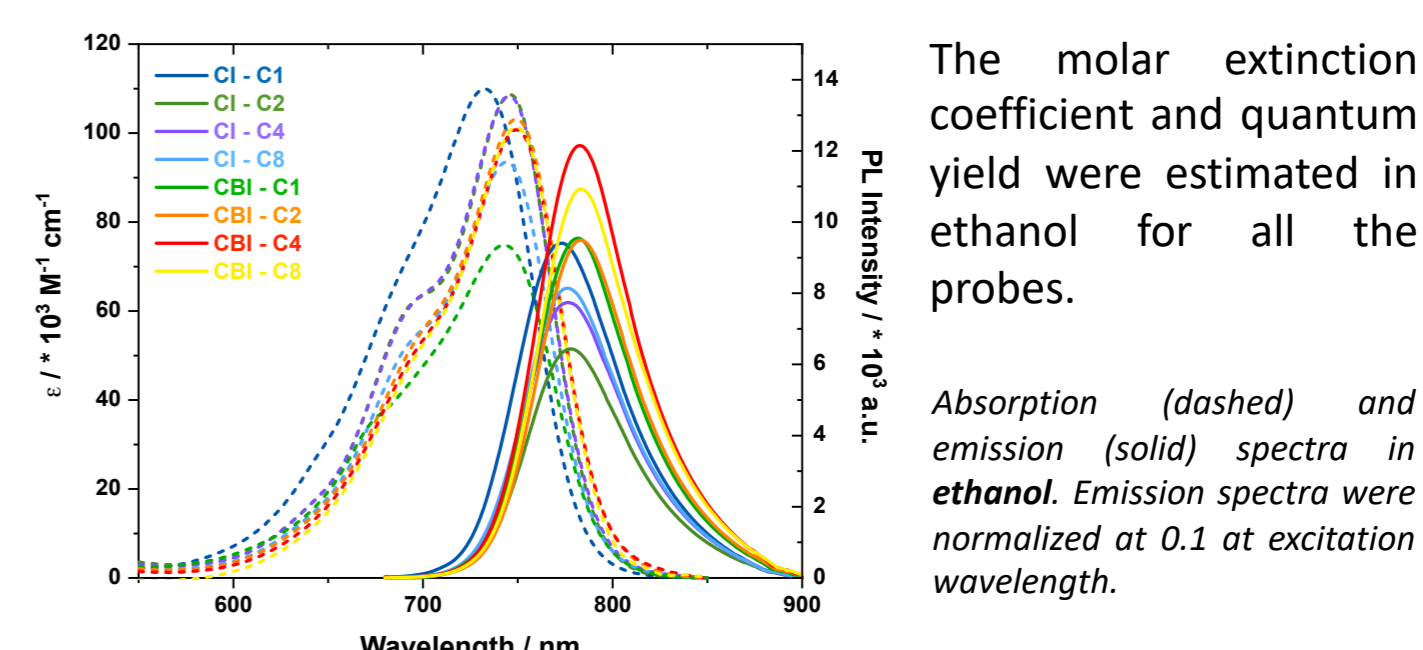 120
100
80
60
40
20
0
ε / * 10³ M⁻¹ cm⁻¹
CI - C1
CI - C2
CI - C4
CI - C8
CBI - C1
CBI - C2
CBI - C4
CBI - C8
14
12
10
8
6
4
2
0
PL Intensity / * 10³ a.u.
600 700 800 900
Wavelength / nm
The molar extinction
coefficient and quantum
yield were estimated in
ethanol for all the
probes.
Absorption (dashed) and
emission (solid) spectra in
ethanol. Emission spectra were
normalized at 0.1 at excitation
wavelength.